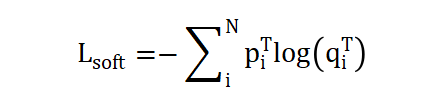 L_soft = − ∑_i^N p_i^T log(q_i^T)